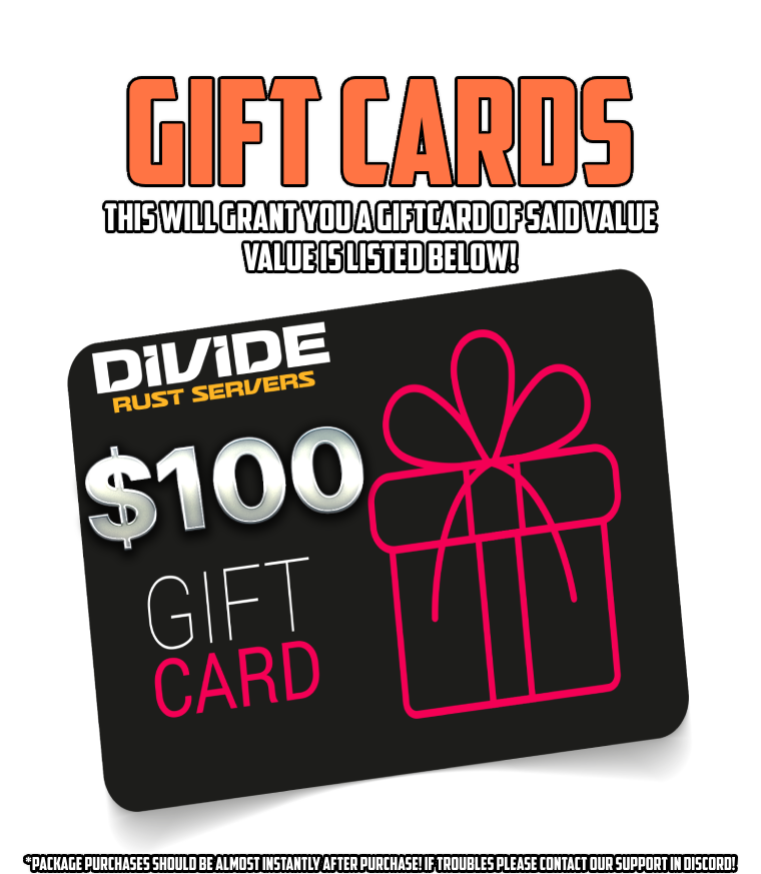 GIFT CARDS
THIS WILL GRANT YOU A GIFTCARD OF SAID VALUE
VALUE IS LISTED BELOW!
DIVIDE
RUST SERVERS
$100
GIFT
CARD
*PACKAGE PURCHASES SHOULD BE ALMOST INSTANTLY AFTER PURCHASE! IF TROUBLES PLEASE CONTACT OUR SUPPORT IN DISCORD!